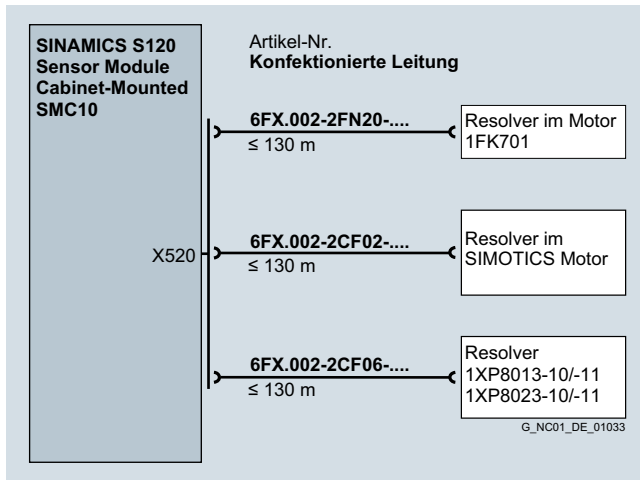 SINAMICS S120
Sensor Module
Cabinet-Mounted
SMC10
Artikel-Nr.
Konfektionierte Leitung
6FX.002-2FN20-....
≤ 130 m
Resolver im Motor
1FK701
X520
6FX.002-2CF02-....
≤ 130 m
Resolver im
SIMOTICS Motor
6FX.002-2CF06-....
≤ 130 m
Resolver
1XP8013-10/-11
1XP8023-10/-11
G_NC01_DE_01033